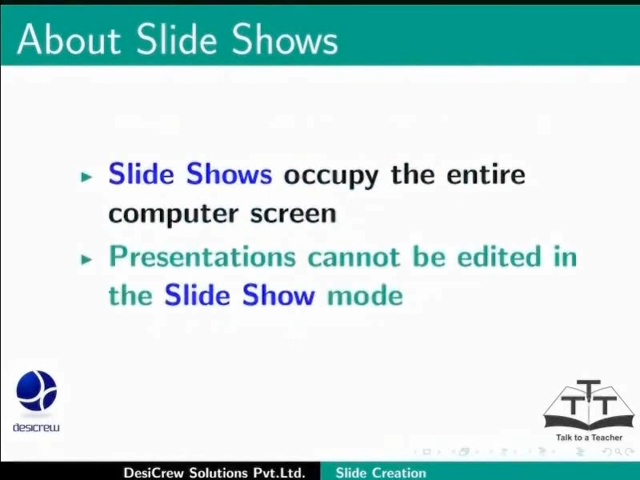 About Slide Shows
Slide Shows occupy the entire
computer screen
Presentations cannot be edited in
the Slide Show mode
desicrew
TTT
Talk to a Teacher
DesiCrew Solutions Pvt.Ltd. Slide Creation